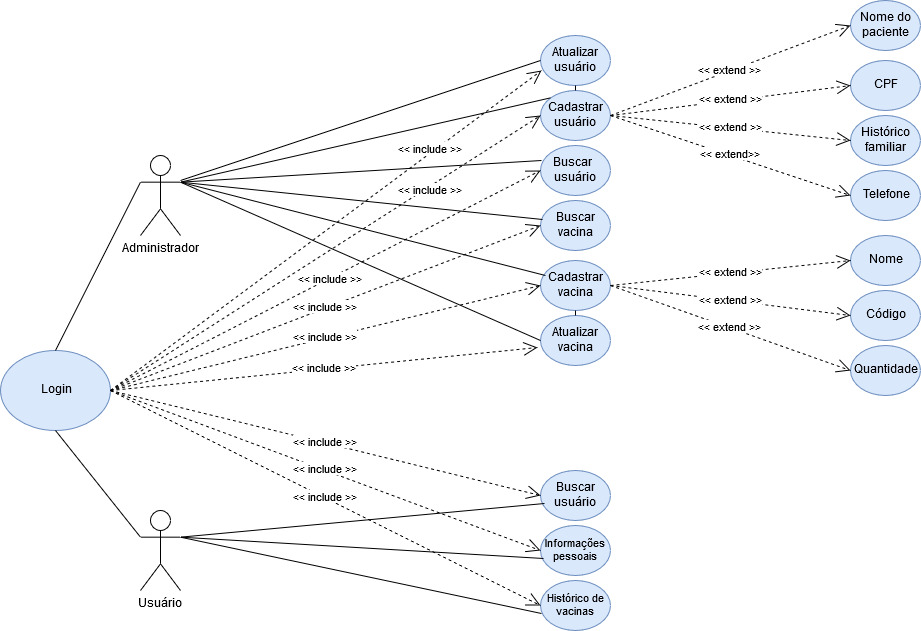 Nome do
paciente
Atualizar
usuário
<< extend >>
CPF
<< extend >>
Cadastrar
usuário
<< extend >>
Histórico
familiar
<< include >>
<< extend>>
Buscar
usuário
<< include >>
Telefone
Buscar
vacina
Administrador
Nome
<< extend >>
<< include >>
Cadastrar
vacina
<< extend >>
<< include >>
Código
<< extend >>
<< include >>
Atualizar
vacina
<< include >>
Quantidade
Login
<< include >>
<< include >>
<< include >>
Buscar
usuário
Informações
pessoais
Usuário
Histórico de
vacinas